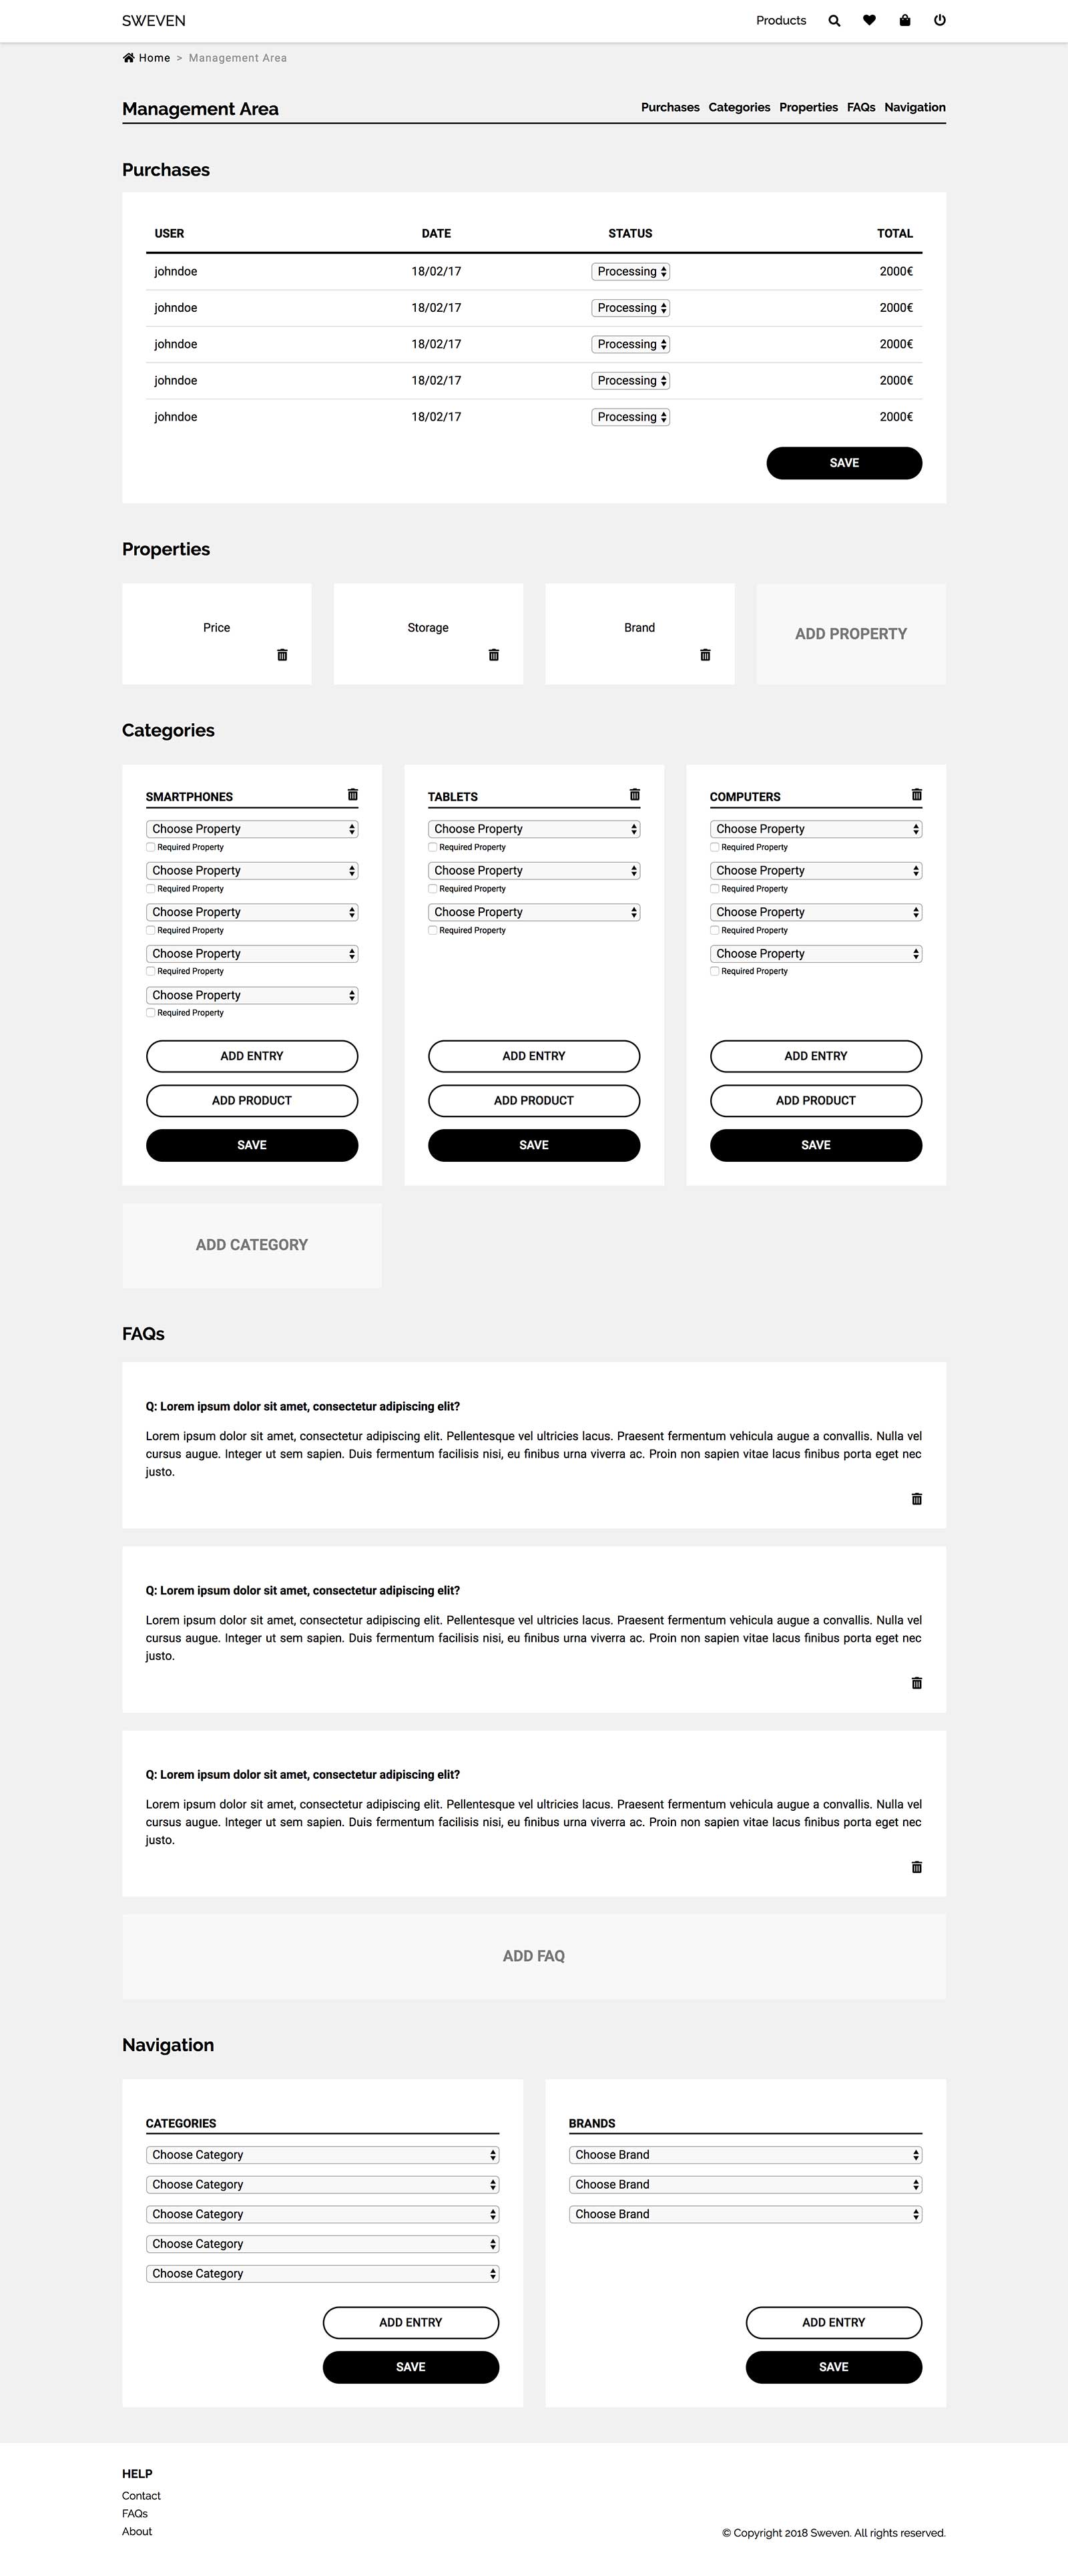 SWEVEN
Products
Home > Management Area
Management Area
Purchases Categories Properties FAQs Navigation
Purchases
USER DATE STATUS TOTAL
johndoe 18/02/17 Processing 2000€
johndoe 18/02/17 Processing 2000€
johndoe 18/02/17 Processing 2000€
johndoe 18/02/17 Processing 2000€
johndoe 18/02/17 Processing 2000€
SAVE
Properties
Price
Storage
Brand
ADD PROPERTY
Categories
SMARTPHONES
Choose Property
Required Property
Choose Property
Required Property
Choose Property
Required Property
Choose Property
Required Property
Choose Property
Required Property
ADD ENTRY
ADD PRODUCT
SAVE
TABLETS
Choose Property
Required Property
Choose Property
Required Property
Choose Property
Required Property
ADD ENTRY
ADD PRODUCT
SAVE
COMPUTERS
Choose Property
Required Property
Choose Property
Required Property
Choose Property
Required Property
Choose Property
Required Property
ADD ENTRY
ADD PRODUCT
SAVE
ADD CATEGORY
FAQs
Q: Lorem ipsum dolor sit amet, consectetur adipiscing elit?
Lorem ipsum dolor sit amet, consectetur adipiscing elit. Pellentesque vel ultricies lacus. Praesent fermentum vehicula augue a convallis. Nulla vel
cursus augue. Integer ut sem sapien. Duis fermentum facilisis nisi, eu finibus urna viverra ac. Proin non sapien vitae lacus finibus porta eget nec
justo.
Q: Lorem ipsum dolor sit amet, consectetur adipiscing elit?
Lorem ipsum dolor sit amet, consectetur adipiscing elit. Pellentesque vel ultricies lacus. Praesent fermentum vehicula augue a convallis. Nulla vel
cursus augue. Integer ut sem sapien. Duis fermentum facilisis nisi, eu finibus urna viverra ac. Proin non sapien vitae lacus finibus porta eget nec
justo.
Q: Lorem ipsum dolor sit amet, consectetur adipiscing elit?
Lorem ipsum dolor sit amet, consectetur adipiscing elit. Pellentesque vel ultricies lacus. Praesent fermentum vehicula augue a convallis. Nulla vel
cursus augue. Integer ut sem sapien. Duis fermentum facilisis nisi, eu finibus urna viverra ac. Proin non sapien vitae lacus finibus porta eget nec
justo.
ADD FAQ
Navigation
CATEGORIES
Choose Category
Choose Category
Choose Category
Choose Category
Choose Category
ADD ENTRY
SAVE
BRANDS
Choose Brand
Choose Brand
Choose Brand
ADD ENTRY
SAVE
HELP
Contact
FAQs
About
© Copyright 2018 Sweven. All rights reserved.